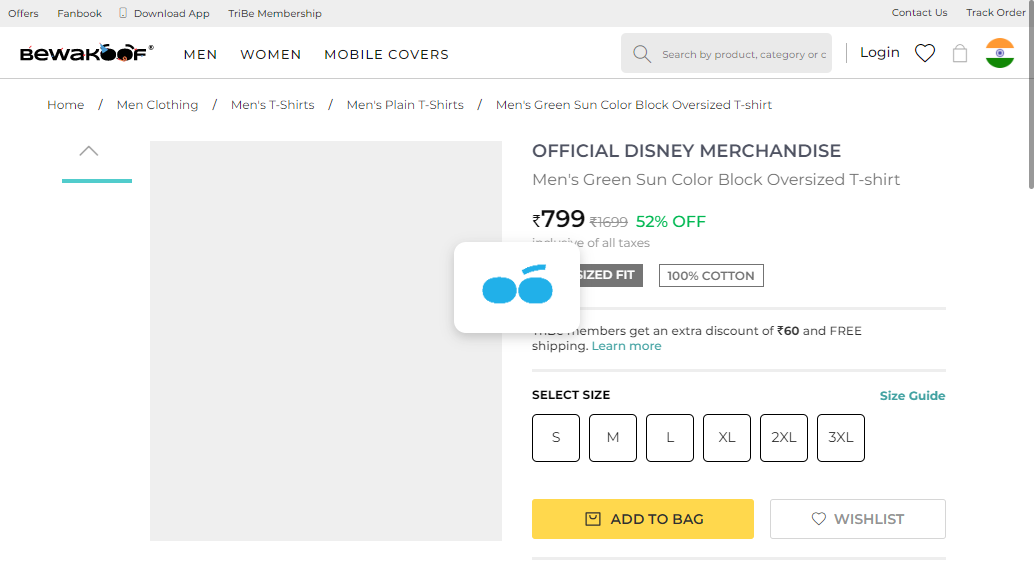 Offers Fanbook Download App TriBe Membership Contact Us Track Order
BEWAKOOF® MEN WOMEN MOBILE COVERS Search by product, category or c Login
Home / Men Clothing / Men's T-Shirts / Men's Plain T-Shirts / Men's Green Sun Color Block Oversized T-shirt
OFFICIAL DISNEY MERCHANDISE
Men's Green Sun Color Block Oversized T-shirt
₹799 ₹1699 52% OFF
inclusive of all taxes
SIZED FIT 100% COTTON
TriBe members get an extra discount of ₹60 and FREE
shipping. Learn more
SELECT SIZE Size Guide
S M L XL 2XL 3XL
ADD TO BAG WISHLIST